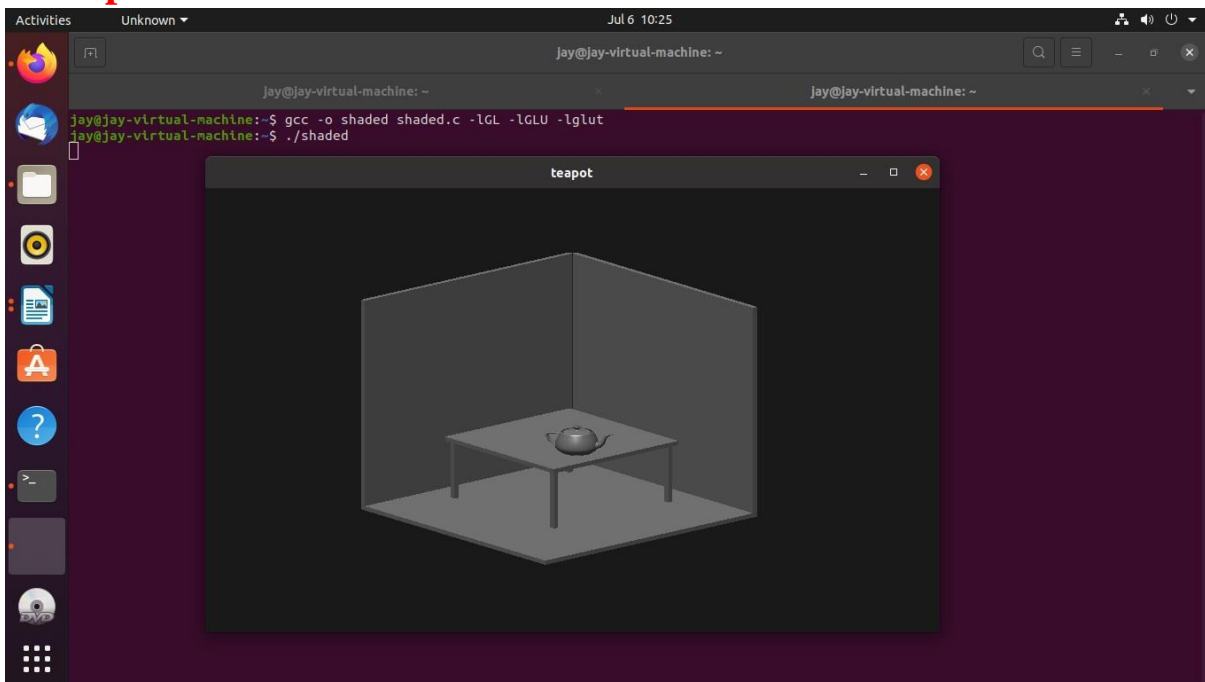 Activities Unknown Jul 6 10:25
jay@jay-virtual-machine: ~
jay@jay-virtual-machine: ~ jay@jay-virtual-machine: ~
jay@jay-virtual-machine:~$ gcc -o shaded shaded.c -lGL -lGLU -lglut
jay@jay-virtual-machine:~$ ./shaded
teapot
DVD